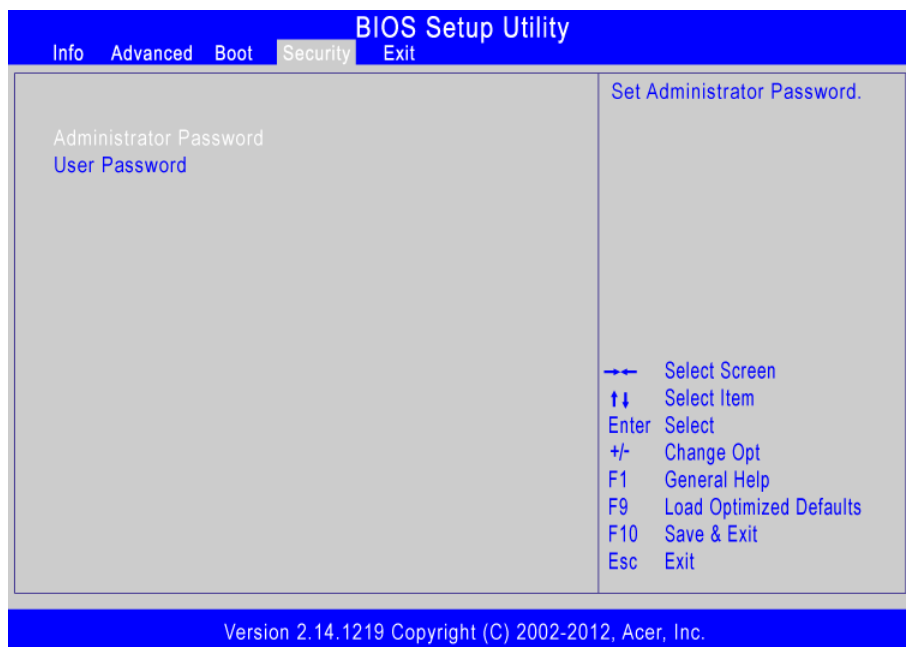 BIOS Setup Utility
Info Advanced Boot Security Exit
Administrator Password
User Password
Set Administrator Password.
→← Select Screen
↑↓ Select Item
Enter Select
+/- Change Opt
F1 General Help
F9 Load Optimized Defaults
F10 Save & Exit
Esc Exit
Version 2.14.1219 Copyright (C) 2002-2012, Acer, Inc.